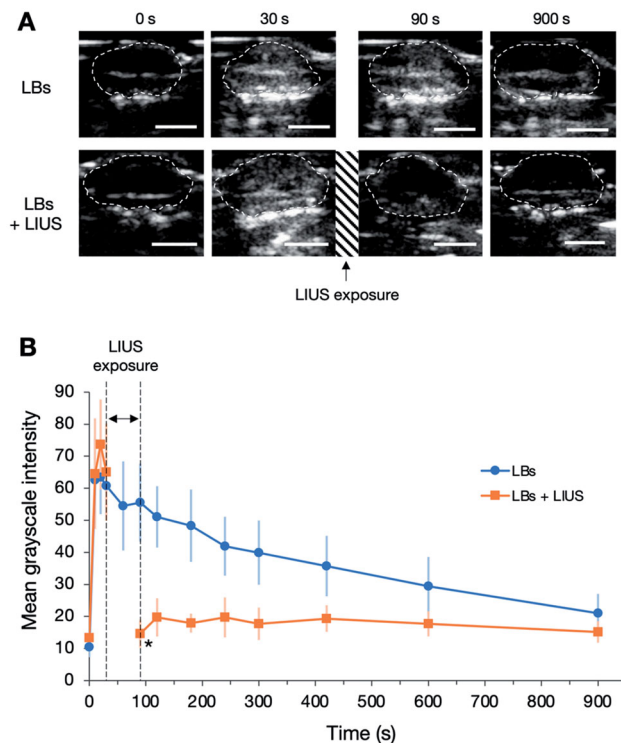 A
0 s 30 s 90 s 900 s
LBs
LBs
+ LIUS
LIUS exposure
B
LIUS
exposure
90
80
70
60
50
40
30
20
10
0
Mean grayscale intensity
LBs
LBs + LIUS
*
0 100 200 300 400 500 600 700 800 900
Time (s)